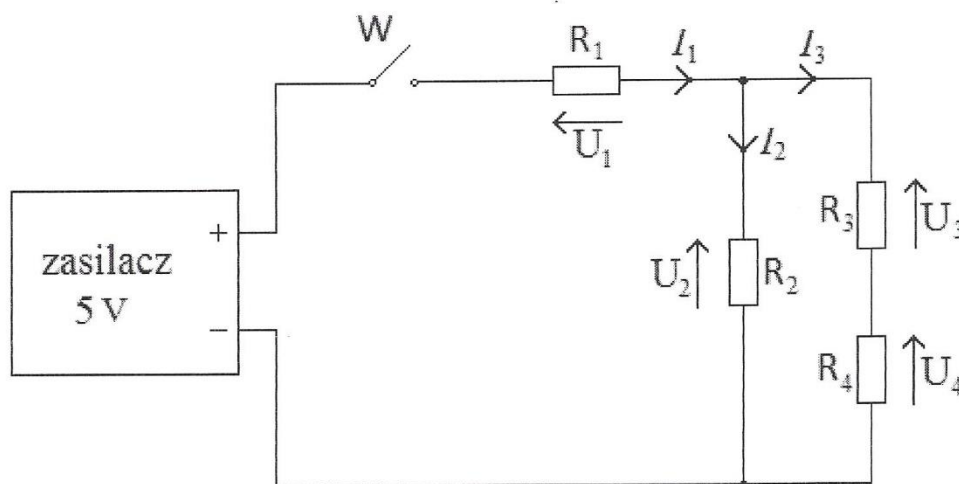 W
R₁
I₁
I₃
U₁
I₂
+
zasilacz
5 V
−
U₂
R₂
R₃
U₃
R₄
U₄